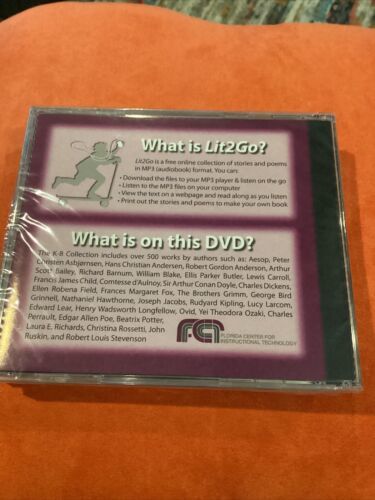 What is Lit2Go?
Lit2Go is a free online collection of stories and poems
in MP3 (audiobook) format. You can:
• Download the files to your MP3 player & listen on the go
• Listen to the MP3 files on your computer
• View the text on a webpage and read along as you listen
• Print out the stories and poems to make your own book
What is on this DVD?
The K-8 Collection includes over 500 works by authors such as: Aesop, Peter
Christen Asbjørnsen, Hans Christian Andersen, Robert Gordon Anderson, Arthur
Scott Bailey, Richard Barnum, William Blake, Ellis Parker Butler, Lewis Carroll,
Francis James Child, Comtesse d'Aulnoy, Sir Arthur Conan Doyle, Charles Dickens,
Ellen Robena Field, Frances Margaret Fox, The Brothers Grimm, George Bird
Grinnell, Nathaniel Hawthorne, Joseph Jacobs, Rudyard Kipling, Lucy Larcom,
Edward Lear, Henry Wadsworth Longfellow, Ovid, Yei Theodora Ozaki, Charles
Perrault, Edgar Allen Poe, Beatrix Potter,
Laura E. Richards, Christina Rossetti, John
Ruskin, and Robert Louis Stevenson
FCIT
FLORIDA CENTER FOR
INSTRUCTIONAL TECHNOLOGY